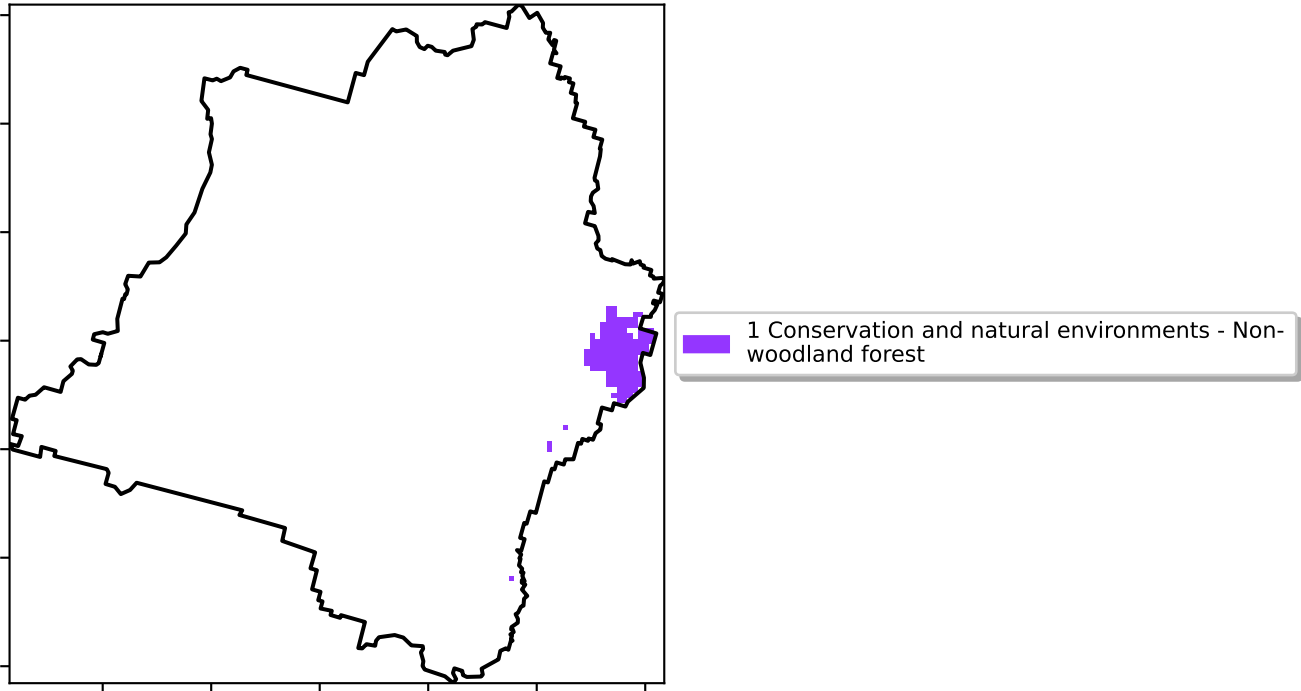 1 Conservation and natural environments - Non-
woodland forest